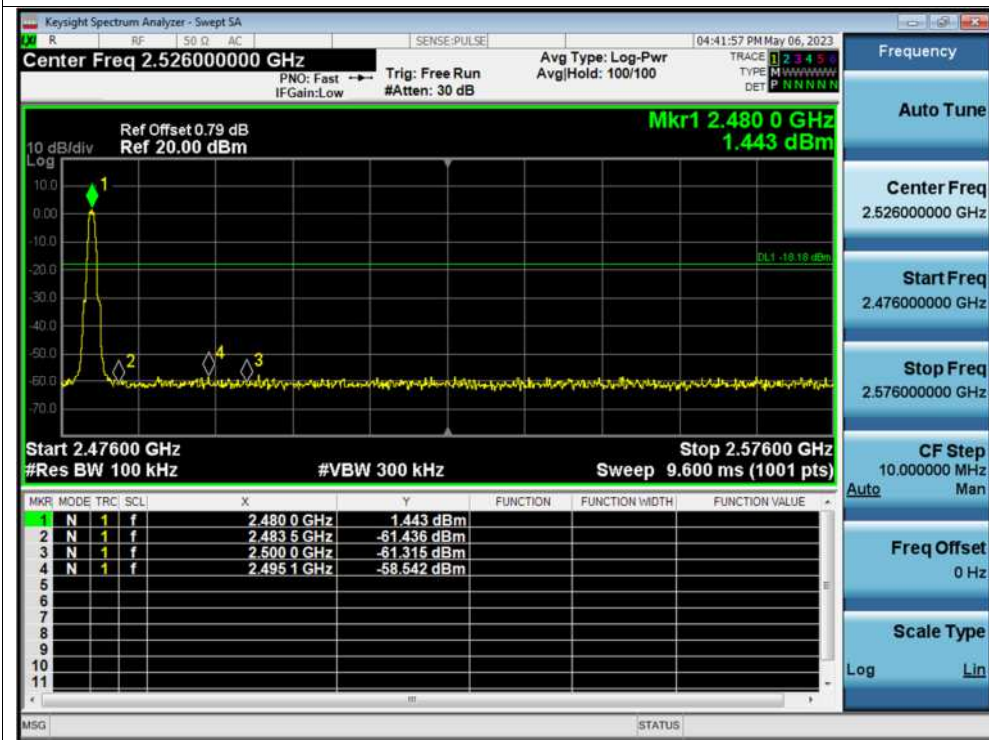 Keysight Spectrum Analyzer - Swept SA
R RF 50 Ω AC SENSE:PULSE 04:41:57 PM May 06, 2023
Center Freq 2.526000000 GHz
PNO: Fast
IFGain:Low
Trig: Free Run
#Atten: 30 dB
Avg Type: Log-Pwr
Avg|Hold: 100/100
TRACE 1 2 3 4 5 6
TYPE M WWWWW
DET P N N N N N
Ref Offset 0.79 dB
10 dB/div Ref 20.00 dBm
Log
Mkr1 2.480 0 GHz
1.443 dBm
10.0
0.00
-10.0
-20.0
-30.0
-40.0
-50.0
-60.0
-70.0
1
2
4
3
DL1 -18.18 dBm
Start 2.47600 GHz Stop 2.57600 GHz
#Res BW 100 kHz #VBW 300 kHz Sweep 9.600 ms (1001 pts)
MKR MODE TRC SCL X Y FUNCTION FUNCTION WIDTH FUNCTION VALUE
1 N 1 f 2.480 0 GHz 1.443 dBm
2 N 1 f 2.483 5 GHz -61.436 dBm
3 N 1 f 2.500 0 GHz -61.315 dBm
4 N 1 f 2.495 1 GHz -58.542 dBm
5
6
7
8
9
10
11
MSG STATUS
Frequency
Auto Tune
Center Freq
2.526000000 GHz
Start Freq
2.476000000 GHz
Stop Freq
2.576000000 GHz
CF Step
10.000000 MHz
Auto Man
Freq Offset
0 Hz
Scale Type
Log Lin